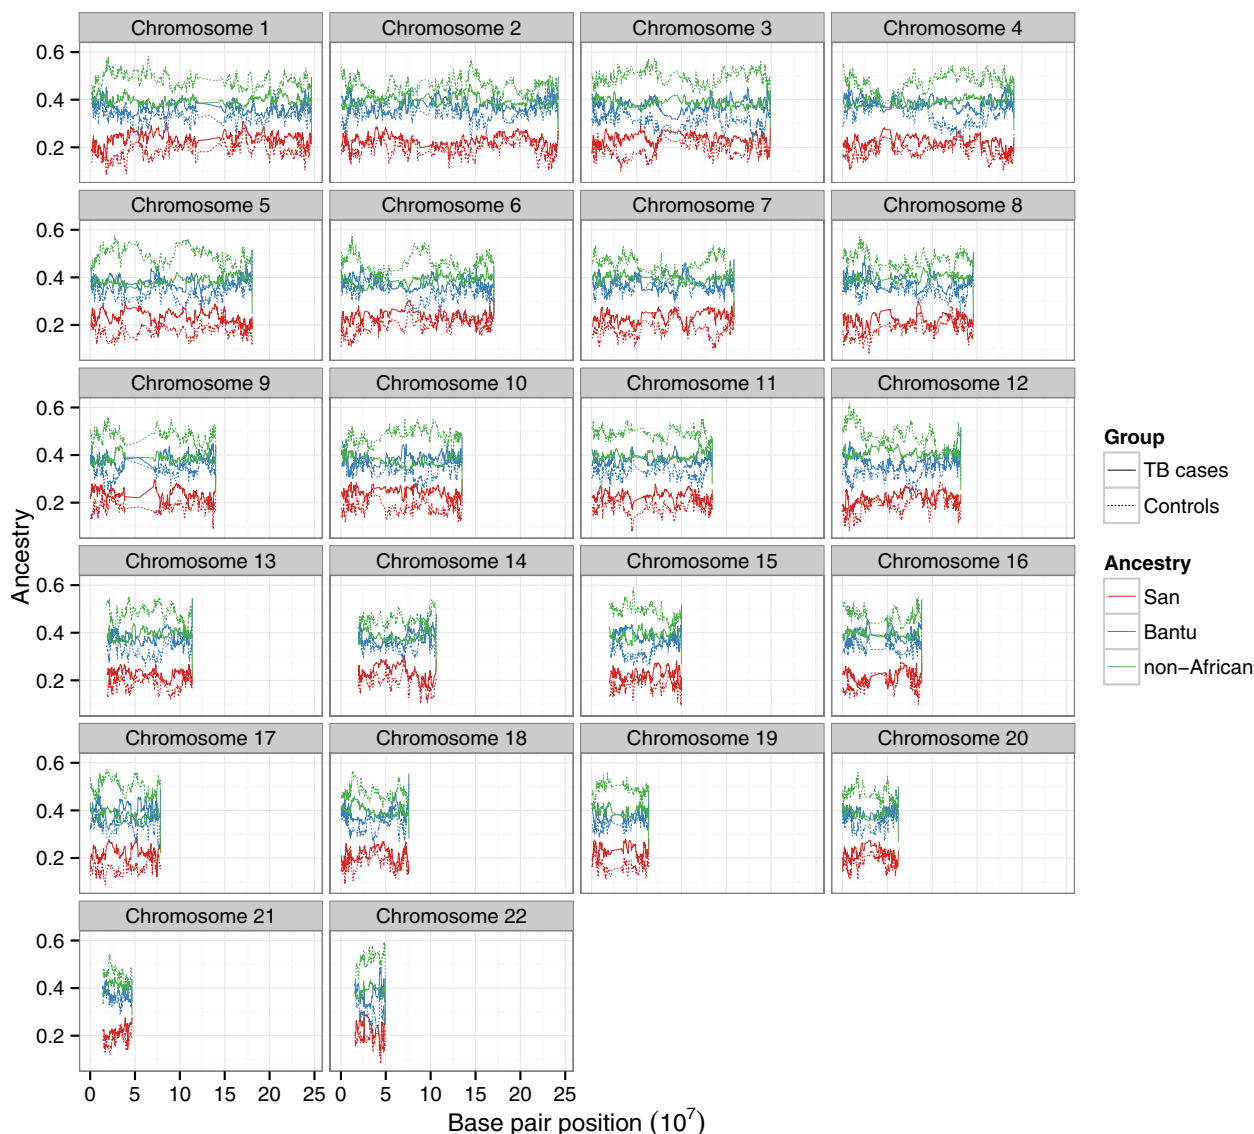 Chromosome 1 Chromosome 2 Chromosome 3 Chromosome 4
0.6
0.4
0.2
Chromosome 5 Chromosome 6 Chromosome 7 Chromosome 8
0.6
0.4
0.2
Chromosome 9 Chromosome 10 Chromosome 11 Chromosome 12
0.6
0.4
0.2
Chromosome 13 Chromosome 14 Chromosome 15 Chromosome 16
0.6
0.4
0.2
Chromosome 17 Chromosome 18 Chromosome 19 Chromosome 20
0.6
0.4
0.2
Chromosome 21 Chromosome 22
0.6
0.4
0.2
0 5 10 15 20 25 0 5 10 15 20 25
Base pair position (10^7)
Ancestry
Group
TB cases
Controls
Ancestry
San
Bantu
non−African